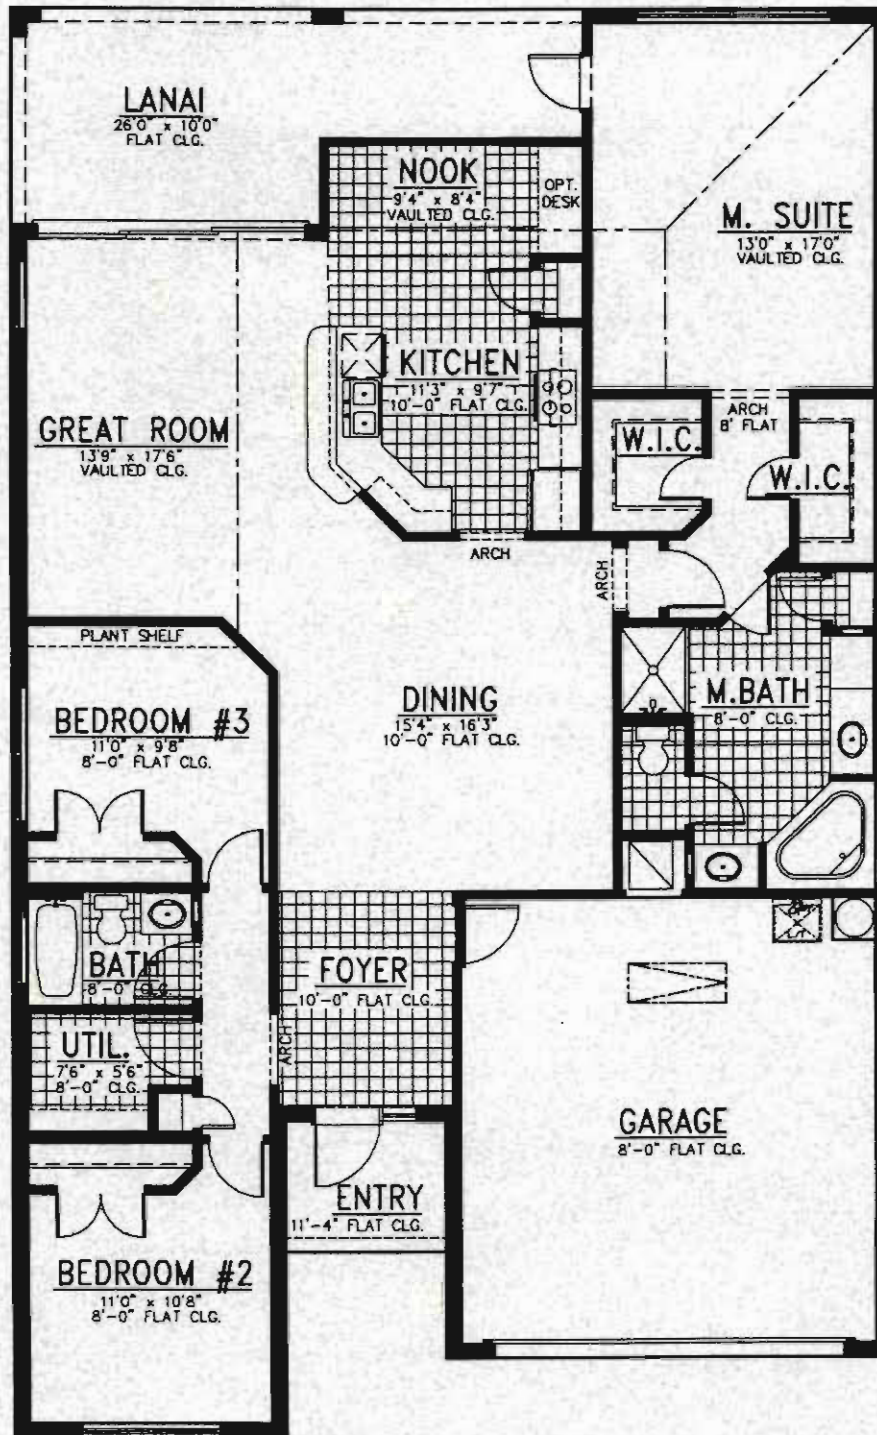 LANAI
26'0" x 10'0"
FLAT CLG.
NOOK
9'4" x 8'4"
VAULTED CLG.
OPT.
DESK
M. SUITE
13'0" x 17'0"
VAULTED CLG.
KITCHEN
11'3" x 9'7"
10'-0" FLAT CLG.
GREAT ROOM
13'9" x 17'6"
VAULTED CLG.
ARCH
8' FLAT
W.I.C.
W.I.C.
ARCH
ARCH
PLANT SHELF
BEDROOM #3
11'0" x 9'8"
8'-0" FLAT CLG.
DINING
15'4" x 16'3"
10'-0" FLAT CLG.
M.BATH
8'-0" CLG.
BATH
8'-0" CLG
FOYER
10'-0" FLAT CLG.
UTIL.
7'6" x 5'6"
8'-0" CLG.
ARCH
GARAGE
8'-0" FLAT CLG.
ENTRY
11'-4" FLAT CLG.
BEDROOM #2
11'0" x 10'8"
8'-0" FLAT CLG.